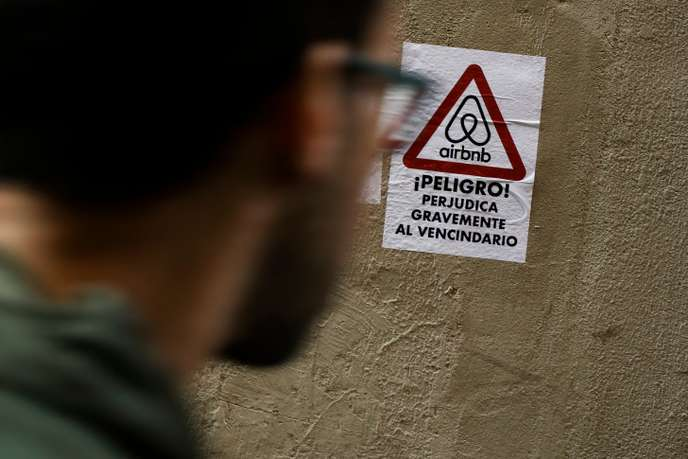 airbnb
¡PELIGRO!
PERJUDICA
GRAVEMENTE
AL VENCINDARIO